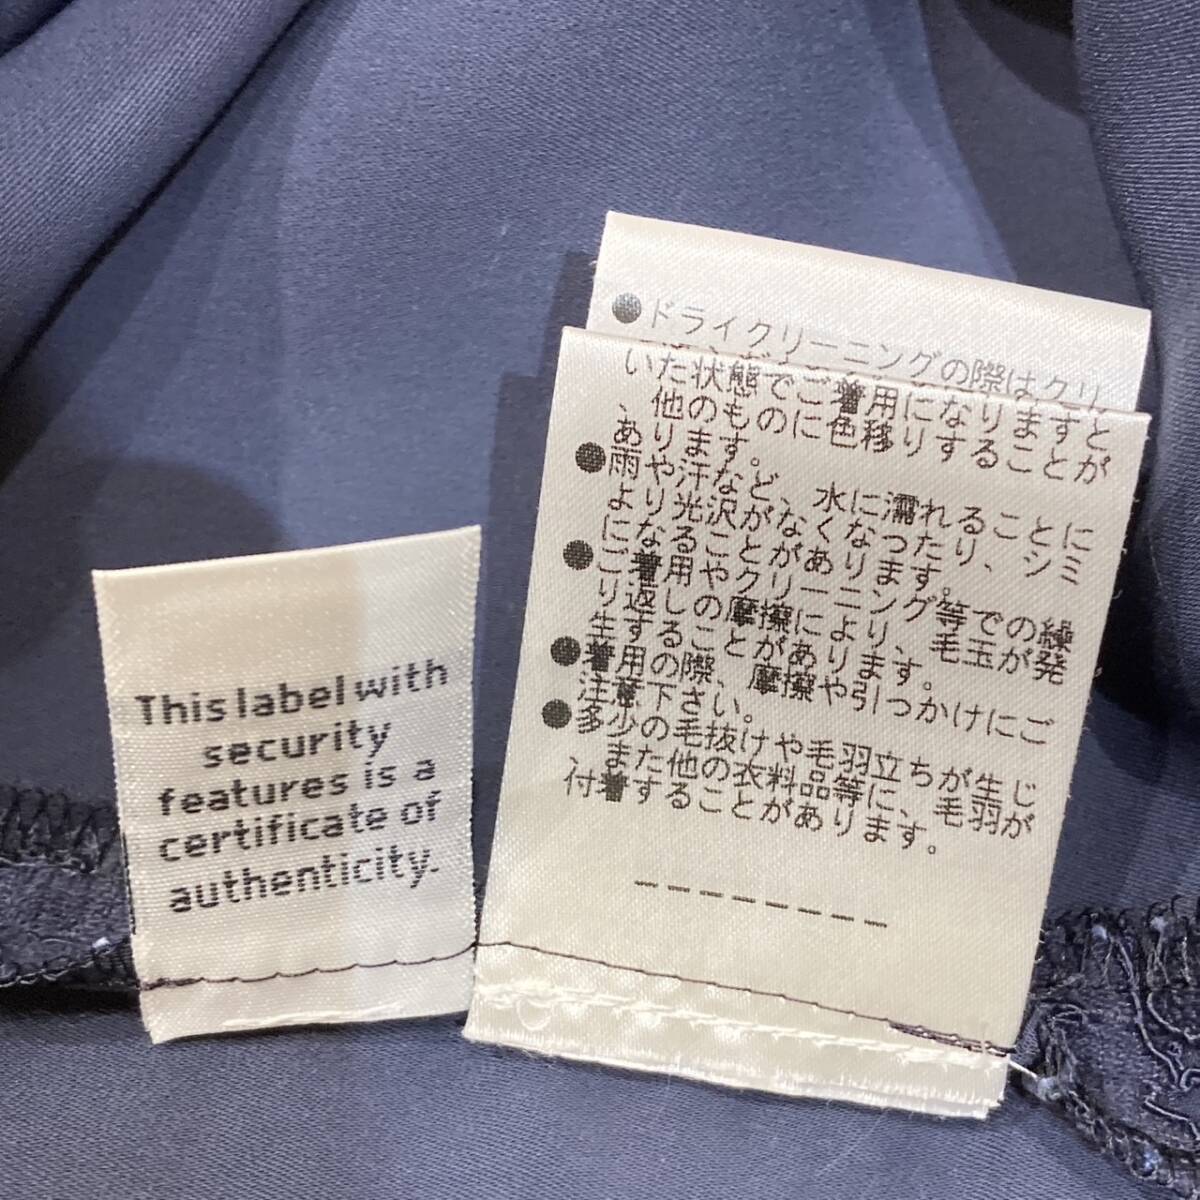 This label with
security
features is a
certificate of
authenticity.
●ドライクリーニングの際はクリ
いた状態でご着用になりますと
、他のものに色移りすることが
あります。
●雨や汗など、水に濡れることに
より光沢がなくなったり、シミ
になることがあります。
●ご着用やクリーニング等での繰
り返しの摩擦により、毛玉が発
生することがあります。
●着用の際、摩擦や引つかけにご
注意下さい。
●多少の毛抜けや毛羽立ちが生じ
、また他の衣料品等に、毛羽が
付着することがあります。
--------